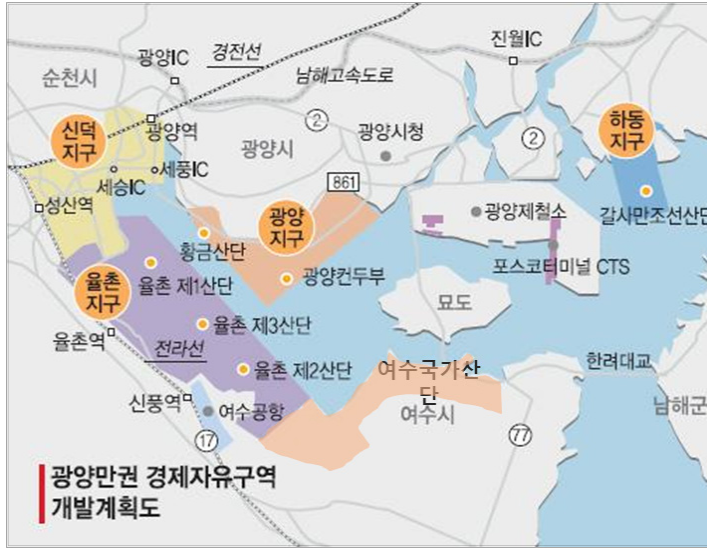 진월IC
광양IC
경전선
순천시
남해고속도로
신덕
지구
광양역
2
광양시청
2
하동
지구
광양시
세풍IC
세승IC
861
성산역
광양
지구
광양제철소
갈사만조선산단
황금산단
율촌 제1산단
광양컨두부
포스코터미널 CTS
율촌
지구
묘도
율촌역
전라선
율촌 제3산단
율촌 제2산단
여수국가산
단
한려대교
신풍역
여수공항
여수시
남해군
17
77
광양만권 경제자유구역
개발계획도